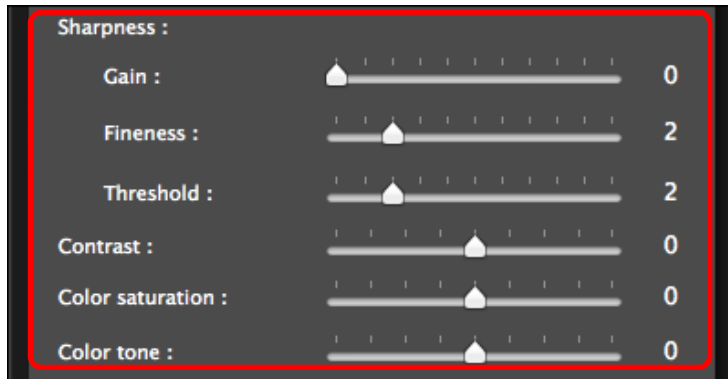 Sharpness :
Gain : 0
Fineness : 2
Threshold : 2
Contrast : 0
Color saturation : 0
Color tone : 0